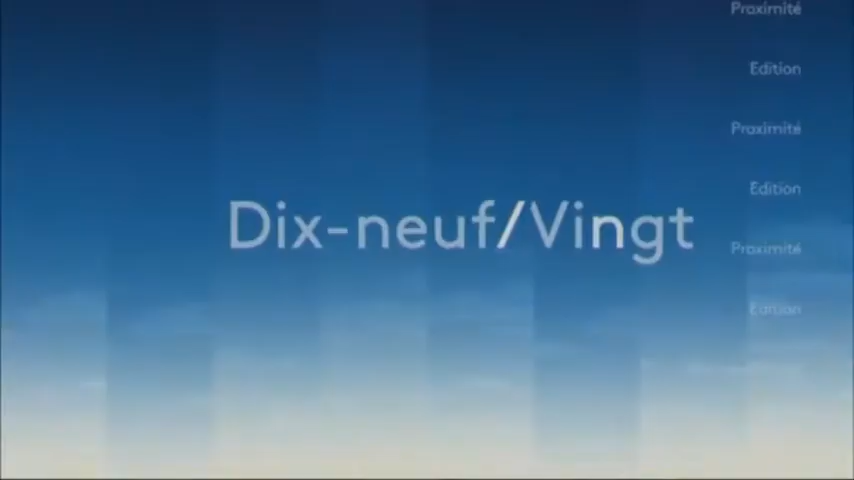 Proximité
Edition
Proximité
Edition
Dix-neuf/Vingt
Proximité
Edition